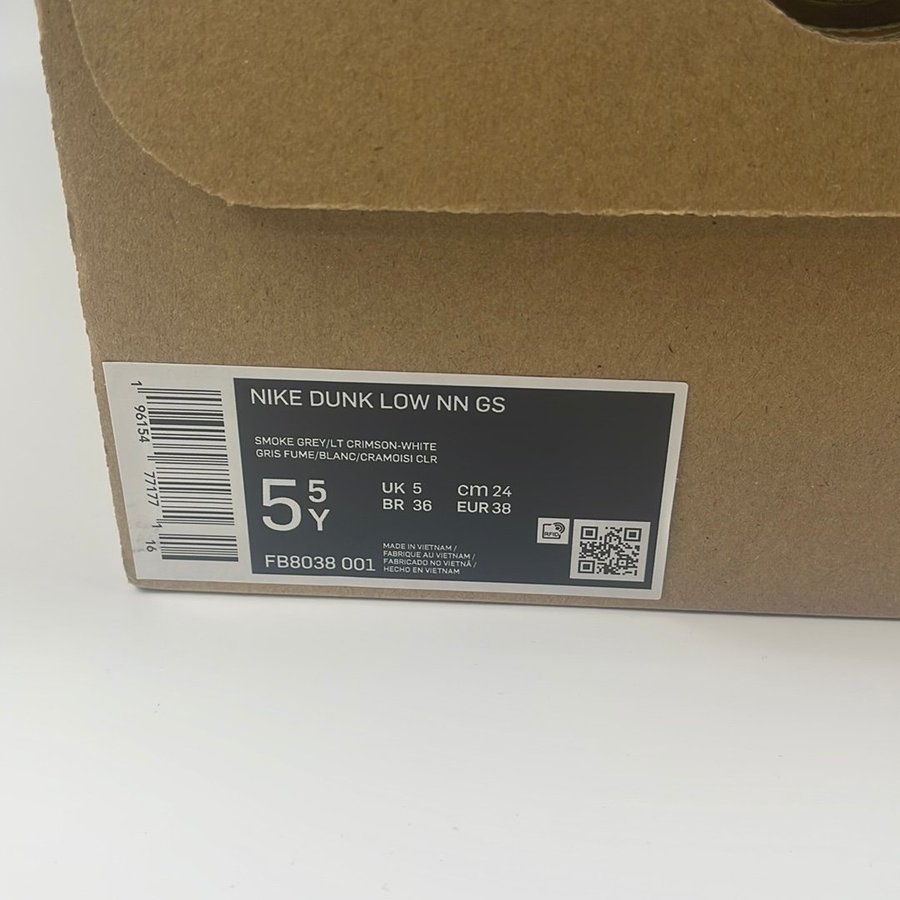 NIKE DUNK LOW NN GS
SMOKE GREY/LT CRIMSON-WHITE
GRIS FUME/BLANC/CRAMOISI CLR
5 5 Y
UK 5 cm 24
BR 36 EUR 38
FB8038 001
MADE IN VIETNAM /
FABRIQUE AU VIETNAM /
FABRICADO NO VIETNÃ /
HECHO EN VIETNAM
RFID
1 96154 77177 1 16